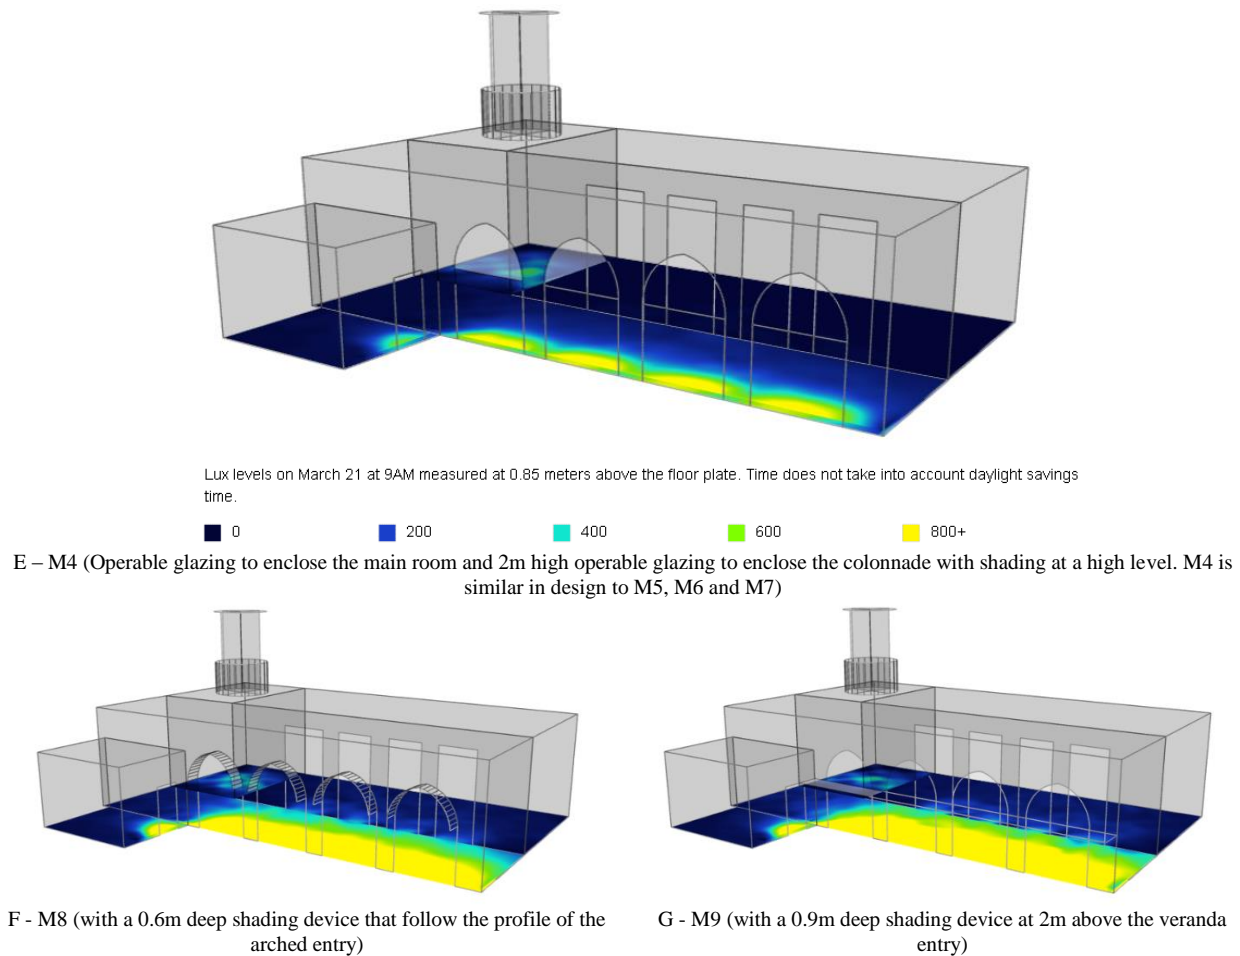 Lux levels on March 21 at 9AM measured at 0.85 meters above the floor plate. Time does not take into account daylight savings
time.
0 200 400 600 800+
E – M4 (Operable glazing to enclose the main room and 2m high operable glazing to enclose the colonnade with shading at a high level. M4 is
similar in design to M5, M6 and M7)
F - M8 (with a 0.6m deep shading device that follow the profile of the
arched entry)
G - M9 (with a 0.9m deep shading device at 2m above the veranda
entry)